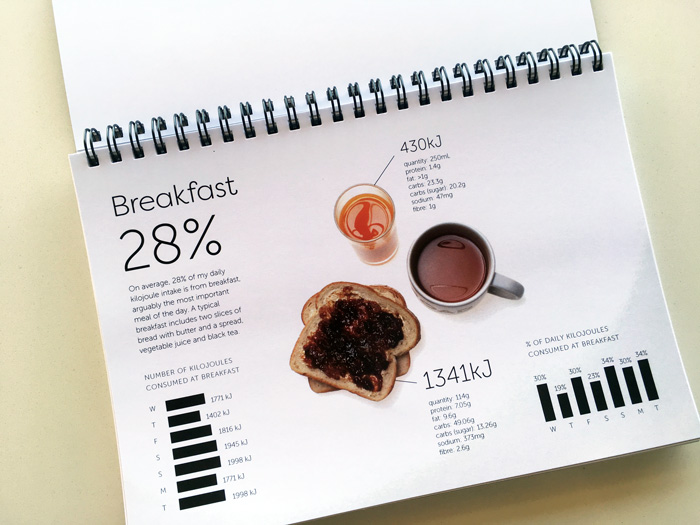 Breakfast
28%
On average, 28% of my daily
kilojoule intake is from breakfast,
arguably the most important
meal of the day. A typical
breakfast includes two slices of
bread with butter and a spread,
vegetable juice and black tea.
NUMBER OF KILOJOULES
CONSUMED AT BREAKFAST
W 1771 kJ
T 1402 kJ
F 1816 kJ
S 1945 kJ
S 1998 kJ
M 1771 kJ
T 1998 kJ
430kJ
quantity: 250mL
protein: 1.4g
fat: >1g
carbs: 23.3g
carbs (sugar): 20.2g
sodium: 47mg
fibre: 1g
1341kJ
quantity: 114g
protein: 7.05g
fat: 9.6g
carbs: 49.06g
carbs (sugar): 13.26g
sodium: 373mg
fibre: 2.6g
% OF DAILY KILOJOULES
CONSUMED AT BREAKFAST
30% 19% 30% 23% 34% 30% 34%
W T F S S M T